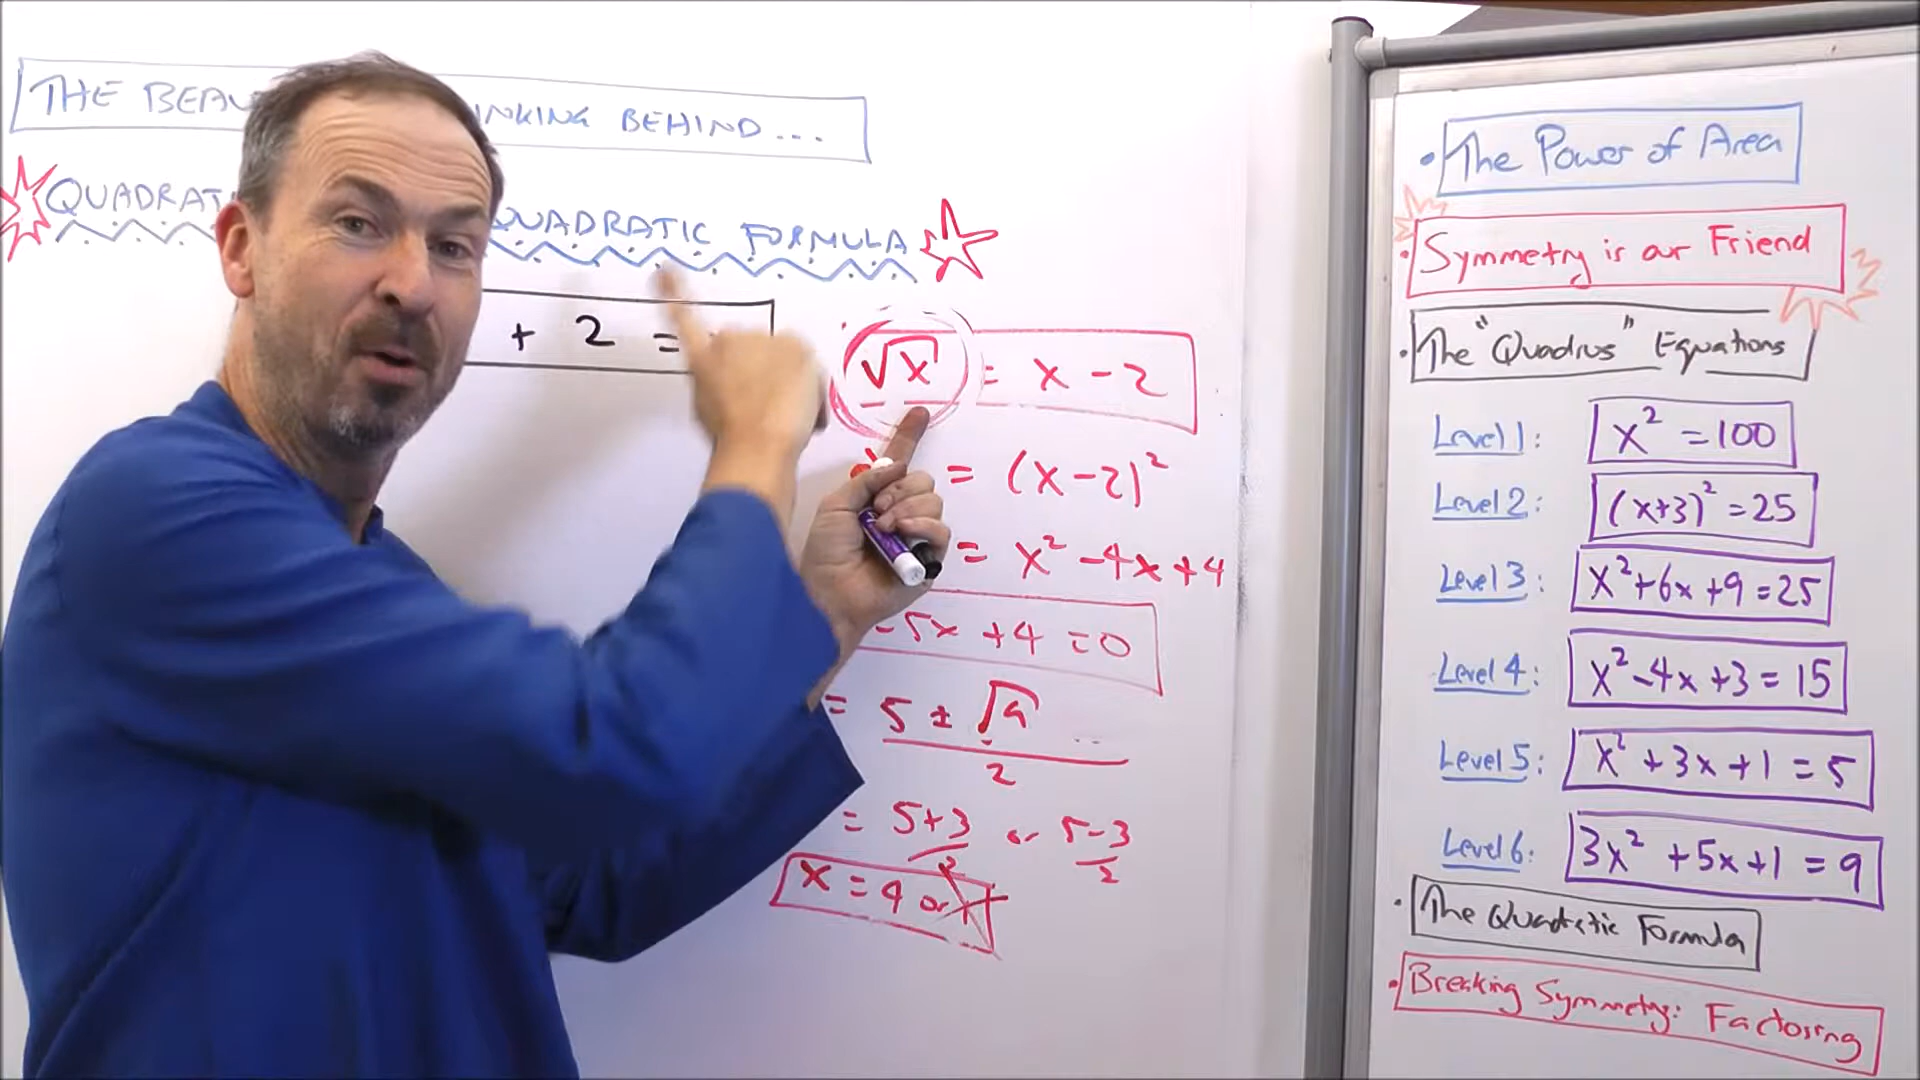 THE BEAU INKING BEHIND...
QUADRAT QUADRATIC FORMULA
+ 2 =
√x = x - 2
= (x-2)²
= x² -4x+4
-5x +4 =0
= 5 ± √9
2
= 5+3 or 5-3
2 2
x = 4 or 1
• The Power of Area
• Symmetry is our Friend
• The "Quadrus" Equations
Level 1: x² =100
Level 2: (x+3)² =25
Level 3: x²+6x+9=25
Level 4: x²-4x+3=15
Level 5: x²+3x+1=5
Level 6: 3x²+5x+1=9
• The Quadratic Formula
• Breaking Symmetry: Factoring